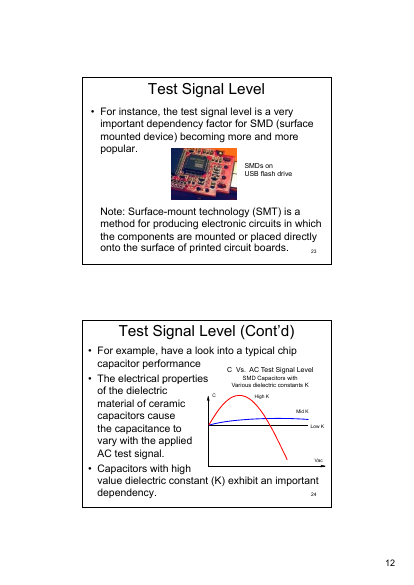 Test Signal Level
• For instance, the test signal level is a very
important dependency factor for SMD (surface
mounted device) becoming more and more
popular.
SMDs on
USB flash drive
Note: Surface-mount technology (SMT) is a
method for producing electronic circuits in which
the components are mounted or placed directly
onto the surface of printed circuit boards.
23
Test Signal Level (Cont'd)
• For example, have a look into a typical chip
capacitor performance
• The electrical properties
of the dielectric
material of ceramic
capacitors cause
the capacitance to
vary with the applied
AC test signal.
• Capacitors with high
value dielectric constant (K) exhibit an important
dependency.
C Vs. AC Test Signal Level
SMD Capacitors with
Various dielectric constants K
C
High K
Mid K
Low K
Vac
24
12